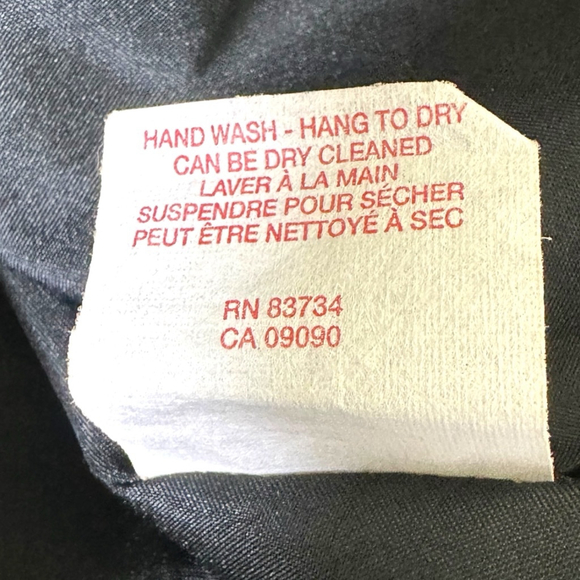 HAND WASH - HANG TO DRY
CAN BE DRY CLEANED
LAVER À LA MAIN
SUSPENDRE POUR SÉCHER
PEUT ÊTRE NETTOYÉ À SEC
RN 83734
CA 09090